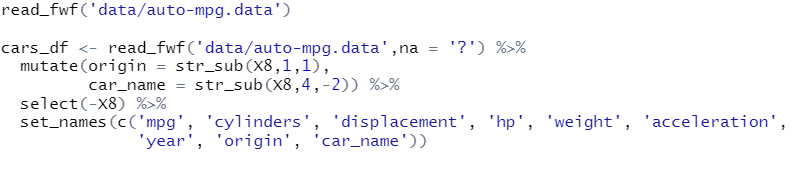 read_fwf('data/auto-mpg.data')
cars_df <- read_fwf('data/auto-mpg.data',na = '?') %>%
mutate(origin = str_sub(X8,1,1),
car_name = str_sub(X8,4,-2)) %>%
select(-X8) %>%
set_names(c('mpg', 'cylinders', 'displacement', 'hp', 'weight', 'acceleration',
'year', 'origin', 'car_name'))